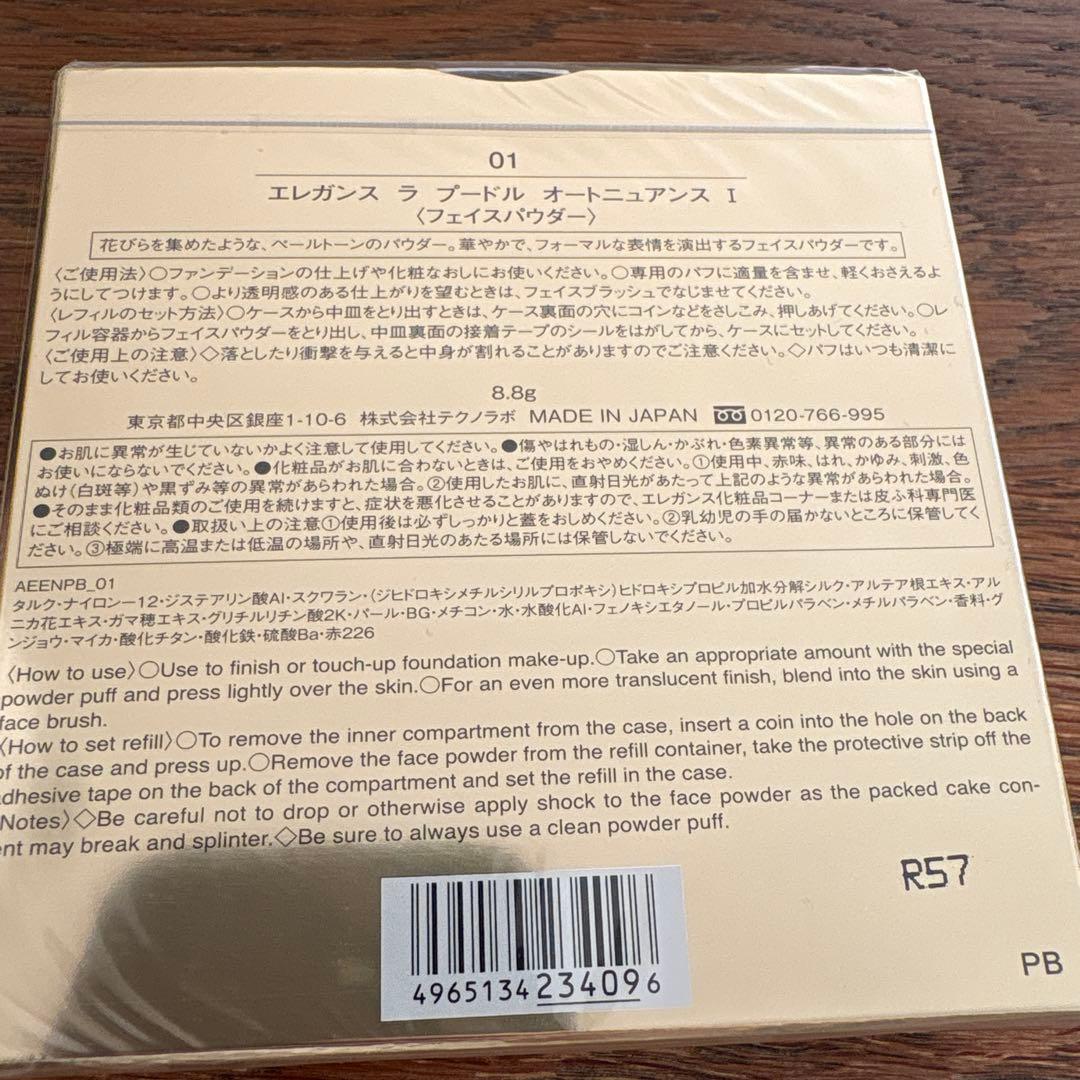 01
エレガンス ラ プードル オートニュアンス I
〈フェイスパウダー〉
花びらを集めたような、ペールトーンのパウダー。華やかで、フォーマルな表情を演出するフェイスパウダーです。
〈ご使用法〉○ファンデーションの仕上げや化粧なおしにお使いください。○専用のパフに適量を含ませ、軽くおさえるよ
うにしてつけます。○より透明感のある仕上がりを望むときは、フェイスブラッシュでなじませてください。
〈レフィルのセット方法〉○ケースから中皿をとり出すときは、ケース裏面の穴にコインなどをさしこみ、押しあげてください。○レ
フィル容器からフェイスパウダーをとり出し、中皿裏面の接着テープのシールをはがしてから、ケースにセットしてください。
〈ご使用上の注意〉◇落としたり衝撃を与えると中身が割れることがありますのでご注意ください。◇パフはいつも清潔に
してお使いください。
8.8g
東京都中央区銀座1-10-6 株式会社テクノラボ MADE IN JAPAN 0120-766-995
●お肌に異常が生じていないかよく注意して使用してください。●傷やはれもの・湿しん・かぶれ・色素異常等、異常のある部分には
お使いにならないでください。●化粧品がお肌に合わないときは、ご使用をおやめください。①使用中、赤味、はれ、かゆみ、刺激、色
ぬけ(白斑等)や黒ずみ等の異常があらわれた場合。②使用したお肌に、直射日光があたって上記のような異常があらわれた場合。
●そのまま化粧品類のご使用を続けますと、症状を悪化させることがありますので、エレガンス化粧品コーナーまたは皮ふ科専門医
にご相談ください。●取扱い上の注意①使用後は必ずしっかりと蓋をおしめください。②乳幼児の手の届かないところに保管してく
ださい。③極端に高温または低温の場所や、直射日光のあたる場所には保管しないでください。
AEENPB_01
タルク・ナイロン-12・ジステアリン酸Al・スクワラン・(ジヒドロキシメチルシリルプロポキシ)ヒドロキシプロピル加水分解シルク・アルテア根エキス・アル
ニカ花エキス・ガマ穂エキス・グリチルリチン酸2K・パール・BG・メチコン・水・水酸化Al・フェノキシエタノール・プロピルパラベン・メチルパラベン・香料・グ
ンジョウ・マイカ・酸化チタン・酸化鉄・硫酸Ba・赤226
〈How to use〉○Use to finish or touch-up foundation make-up.○Take an appropriate amount with the special
powder puff and press lightly over the skin.○For an even more translucent finish, blend into the skin using a
face brush.
〈How to set refill〉○To remove the inner compartment from the case, insert a coin into the hole on the back
of the case and press up.○Remove the face powder from the refill container, take the protective strip off the
adhesive tape on the back of the compartment and set the refill in the case.
Notes〉◇Be careful not to drop or otherwise apply shock to the face powder as the packed cake con-
ent may break and splinter.◇Be sure to always use a clean powder puff.
R57
4965134234096
PB